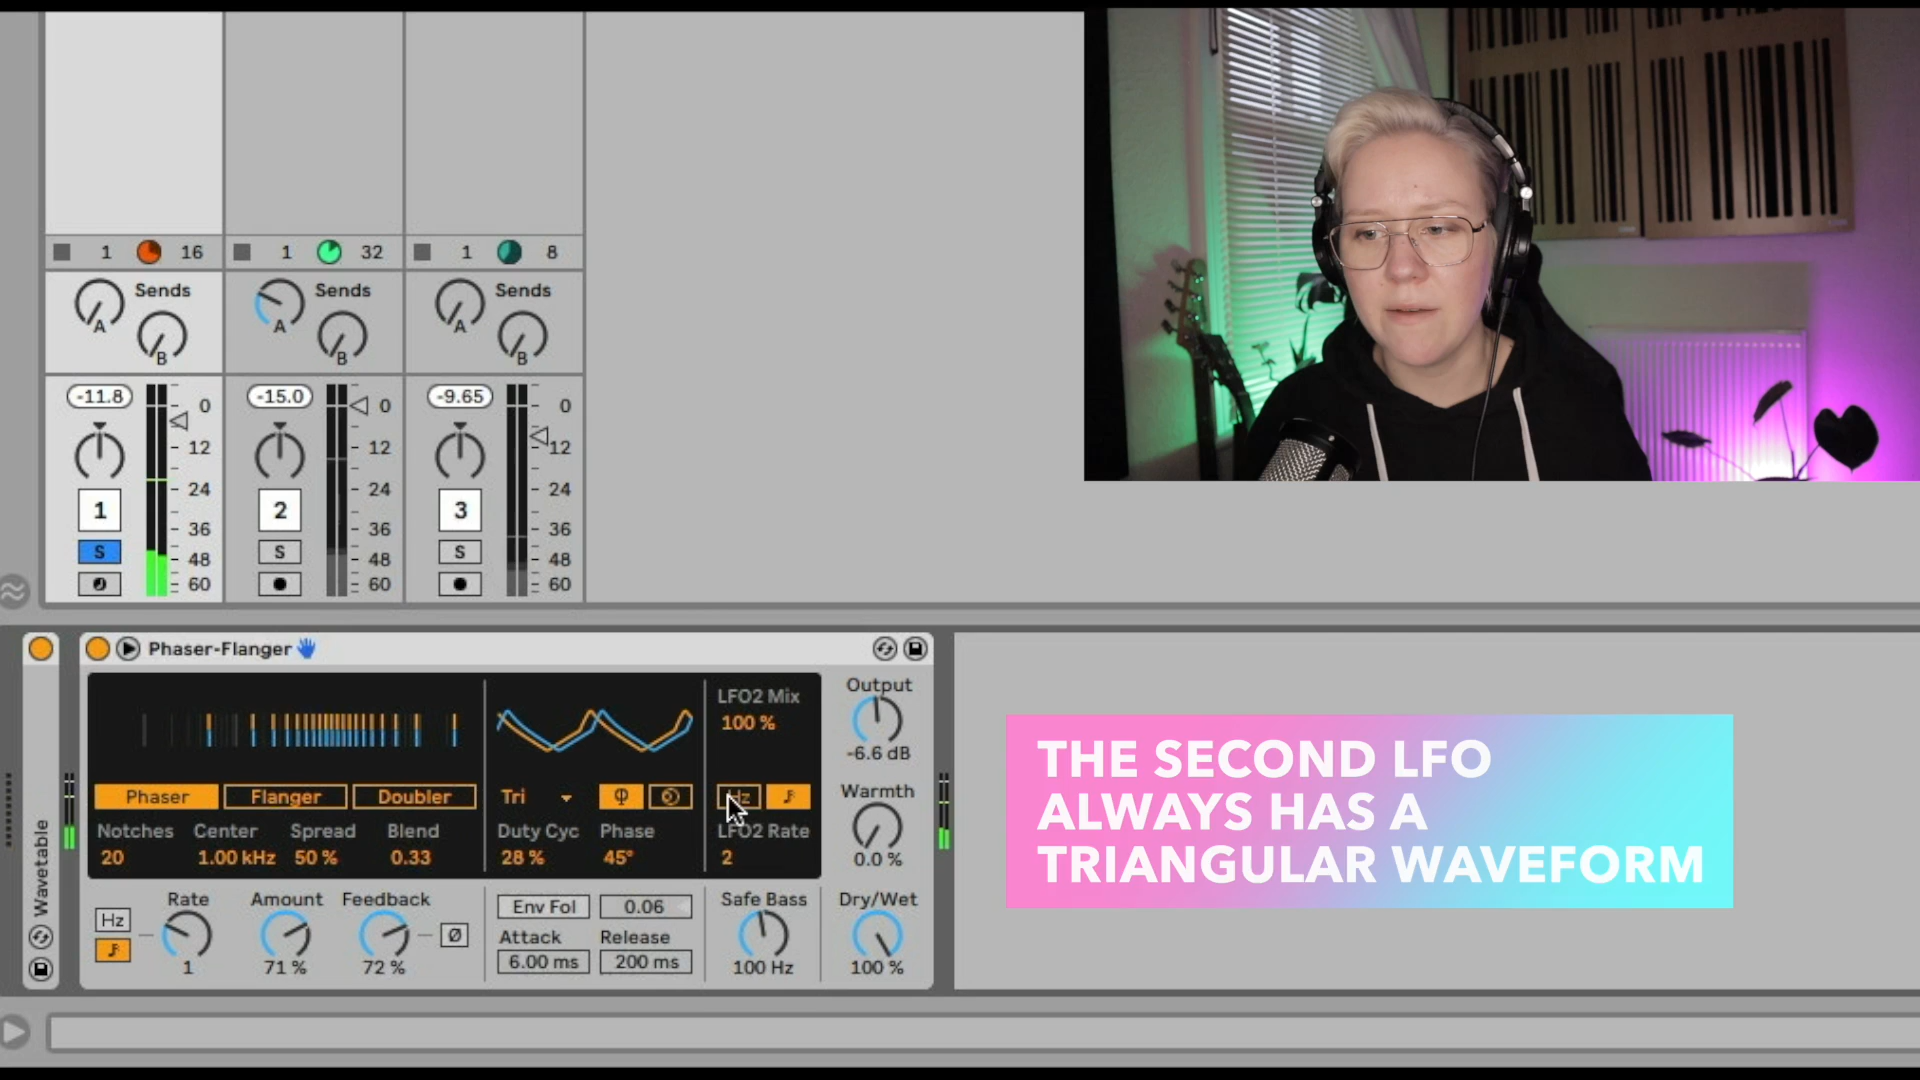 1 16 1 32 1 8
Sends Sends Sends
A A A
B B B
-11.8 0 -15.0 0 -9.65 0
12 12 12
24 24 24
1 2 3
36 36 36
S S S
48 48 48
60 60 60
Phaser-Flanger
Wavetable
Phaser Flanger Doubler
Notches Center Spread Blend
20 1.00 kHz 50 % 0.33
Tri
Duty Cyc Phase
28 % 45°
LFO2 Mix
100 %
Hz
LFO2 Rate
2
Output
-6.6 dB
Warmth
0.0 %
Hz
Rate Amount Feedback
Ø
1 71 % 72 %
Env Fol 0.06
Attack Release
6.00 ms 200 ms
Safe Bass
100 Hz
Dry/Wet
100 %
THE SECOND LFO
ALWAYS HAS A
TRIANGULAR WAVEFORM